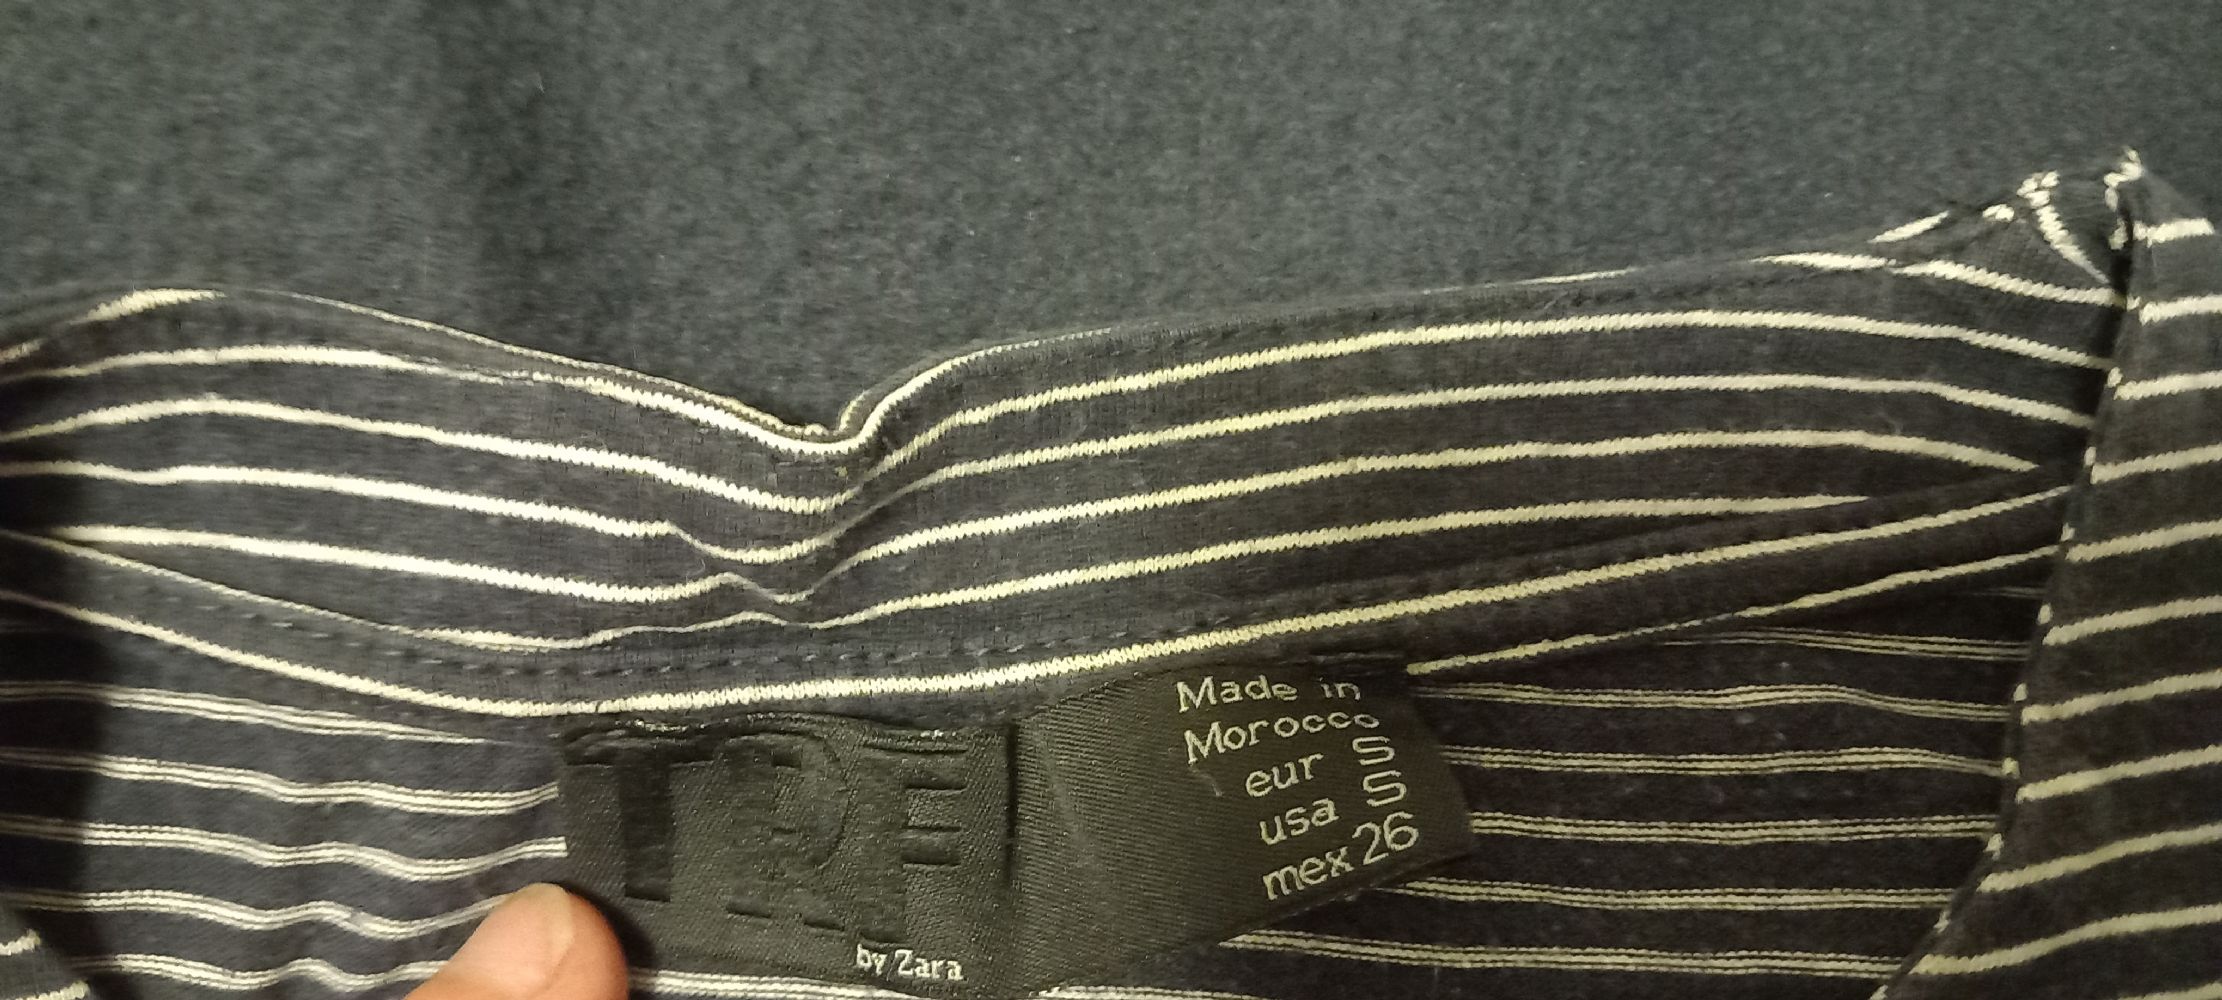 TRF
by Zara
Made in
Morocco
eur S
usa S
mex 26